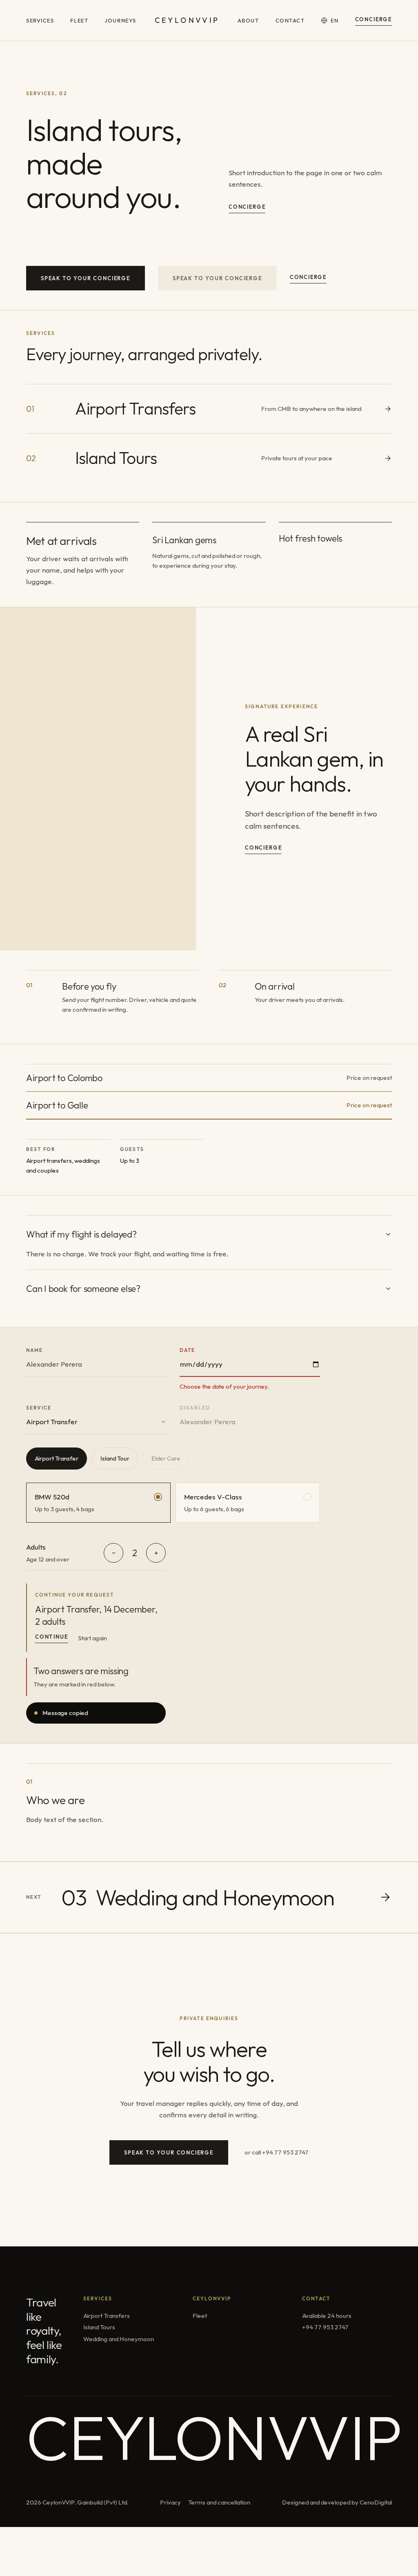 SERVICES FLEET JOURNEYS CEYLONVVIP ABOUT CONTACT EN CONCIERGE
SERVICES, 02
Island tours,
made
around you.
Short introduction to the page in one or two calm
sentences.
CONCIERGE
SPEAK TO YOUR CONCIERGE SPEAK TO YOUR CONCIERGE CONCIERGE
SERVICES
Every journey, arranged privately.
01 Airport Transfers From CMB to anywhere on the island
02 Island Tours Private tours at your pace
Met at arrivals
Your driver waits at arrivals with
your name, and helps with your
luggage.
Sri Lankan gems
Natural gems, cut and polished or rough,
to experience during your stay.
Hot fresh towels
SIGNATURE EXPERIENCE
A real Sri
Lankan gem, in
your hands.
Short description of the benefit in two
calm sentences.
CONCIERGE
01 Before you fly
Send your flight number. Driver, vehicle and quote
are confirmed in writing.
02 On arrival
Your driver meets you at arrivals.
Airport to Colombo Price on request
Airport to Galle Price on request
BEST FOR
Airport transfers, weddings
and couples
GUESTS
Up to 3
What if my flight is delayed?
There is no charge. We track your flight, and waiting time is free.
Can I book for someone else?
NAME
Alexander Perera
DATE
mm/dd/yyyy
Choose the date of your journey.
SERVICE
Airport Transfer
DISABLED
Alexander Perera
Airport Transfer Island Tour Elder Care
BMW 520d
Up to 3 guests, 4 bags
Mercedes V-Class
Up to 6 guests, 6 bags
Adults
Age 12 and over
− 2 +
CONTINUE YOUR REQUEST
Airport Transfer, 14 December,
2 adults
CONTINUE Start again
Two answers are missing
They are marked in red below.
Message copied
01
Who we are
Body text of the section.
NEXT 03 Wedding and Honeymoon
PRIVATE ENQUIRIES
Tell us where
you wish to go.
Your travel manager replies quickly, any time of day, and
confirms every detail in writing.
SPEAK TO YOUR CONCIERGE or call +94 77 953 2747
Travel
like
royalty,
feel like
family.
SERVICES
Airport Transfers
Island Tours
Wedding and Honeymoon
CEYLONVVIP
Fleet
CONTACT
Available 24 hours
+94 77 953 2747
CEYLONVVIP
2026 CeylonVVIP. Gainbuild (Pvt) Ltd. Privacy Terms and cancellation Designed and developed by CenoDigital